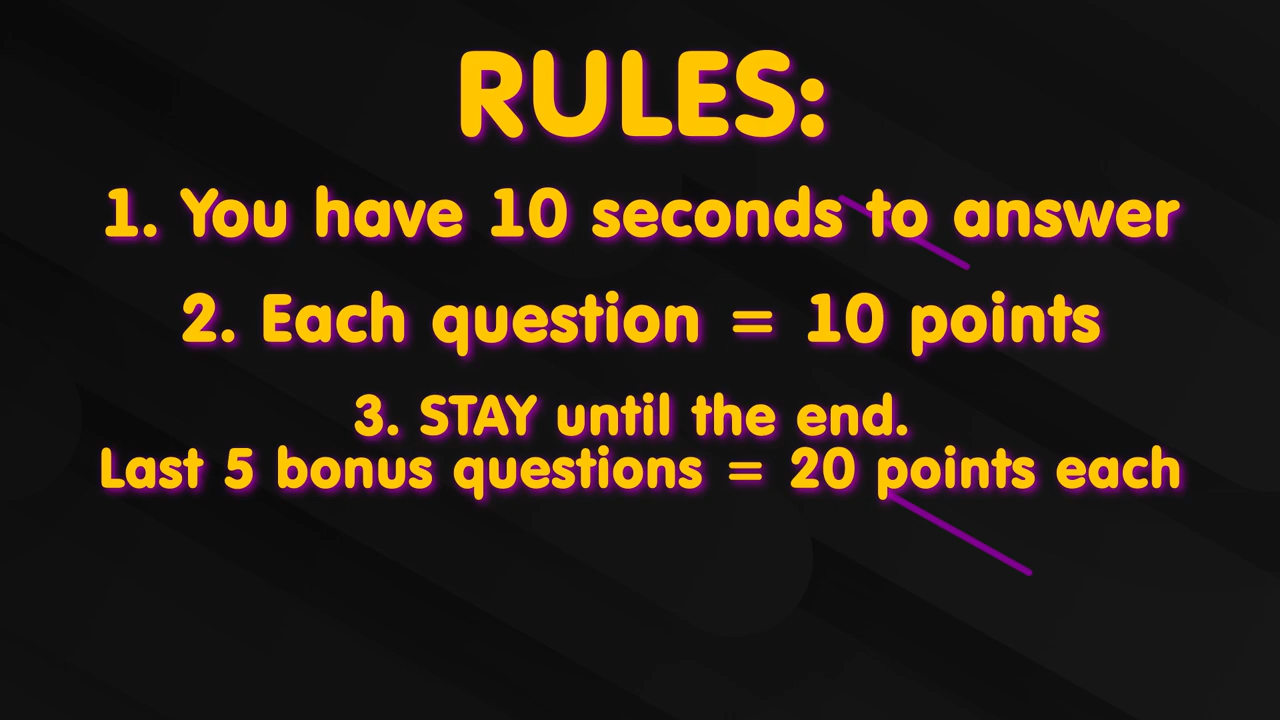 RULES:
1. You have 10 seconds to answer
2. Each question = 10 points
3. STAY until the end.
Last 5 bonus questions = 20 points each